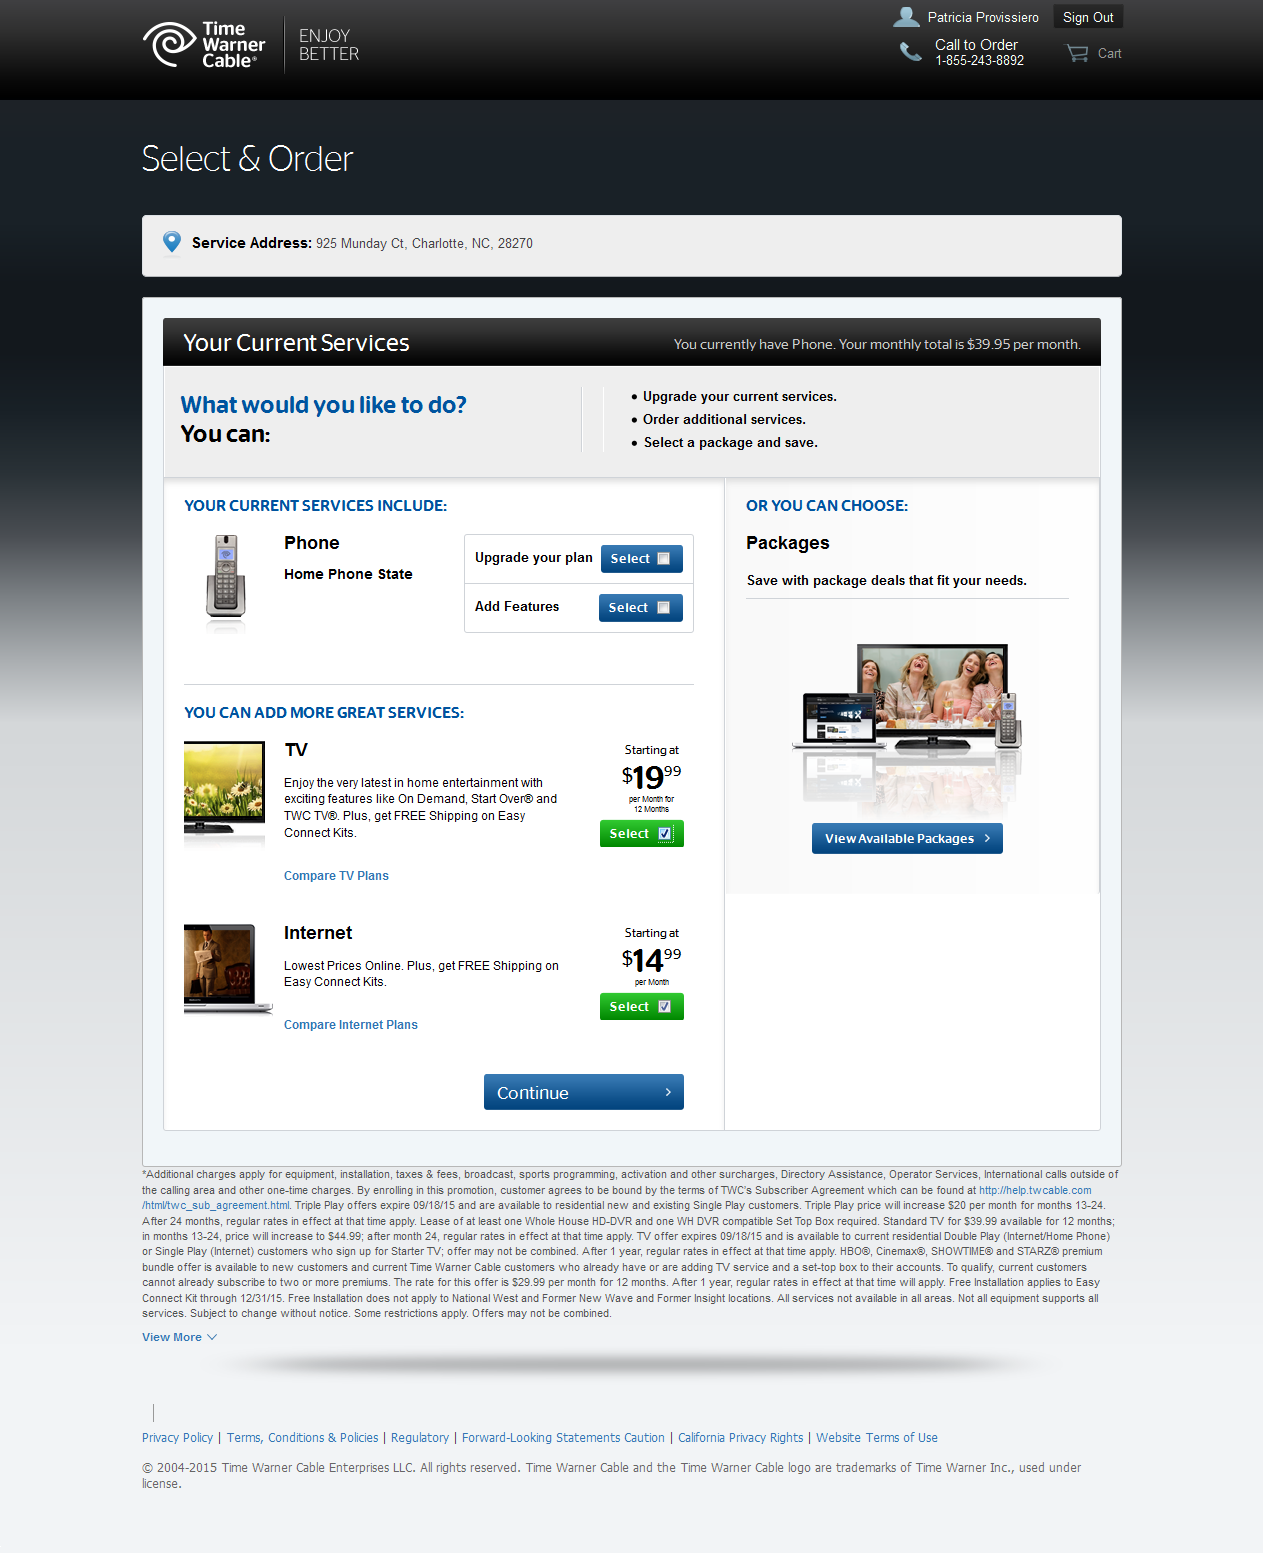 Time
Warner
Cable®
ENJOY
BETTER
Patricia Provissiero
Sign Out
Call to Order
1-855-243-8892
Cart
Select & Order
Service Address: 925 Munday Ct, Charlotte, NC, 28270
Your Current Services
You currently have Phone. Your monthly total is $39.95 per month.
What would you like to do?
You can:
• Upgrade your current services.
• Order additional services.
• Select a package and save.
YOUR CURRENT SERVICES INCLUDE:
Phone
Home Phone State
Upgrade your plan
Select
Add Features
Select
OR YOU CAN CHOOSE:
Packages
Save with package deals that fit your needs.
View Available Packages
YOU CAN ADD MORE GREAT SERVICES:
TV
Enjoy the very latest in home entertainment with
exciting features like On Demand, Start Over® and
TWC TV®. Plus, get FREE Shipping on Easy
Connect Kits.
Compare TV Plans
Starting at
$19.99
per Month for
12 Months
Select
Internet
Lowest Prices Online. Plus, get FREE Shipping on
Easy Connect Kits.
Compare Internet Plans
Starting at
$14.99
per Month
Select
Continue
*Additional charges apply for equipment, installation, taxes & fees, broadcast, sports programming, activation and other surcharges, Directory Assistance, Operator Services, International calls outside of
the calling area and other one-time charges. By enrolling in this promotion, customer agrees to be bound by the terms of TWC's Subscriber Agreement which can be found at http://help.twcable.com
/html/twc_sub_agreement.html. Triple Play offers expire 09/18/15 and are available to residential new and existing Single Play customers. Triple Play price will increase $20 per month for months 13-24.
After 24 months, regular rates in effect at that time apply. Lease of at least one Whole House HD-DVR and one WH DVR compatible Set Top Box required. Standard TV for $39.99 available for 12 months;
in months 13-24, price will increase to $44.99; after month 24, regular rates in effect at that time apply. TV offer expires 09/18/15 and is available to current residential Double Play (Internet/Home Phone)
or Single Play (Internet) customers who sign up for Starter TV; offer may not be combined. After 1 year, regular rates in effect at that time apply. HBO®, Cinemax®, SHOWTIME® and STARZ® premium
bundle offer is available to new customers and current Time Warner Cable customers who already have or are adding TV service and a set-top box to their accounts. To qualify, current customers
cannot already subscribe to two or more premiums. The rate for this offer is $29.99 per month for 12 months. After 1 year, regular rates in effect at that time will apply. Free Installation applies to Easy
Connect Kit through 12/31/15. Free Installation does not apply to National West and Former New Wave and Former Insight locations. All services not available in all areas. Not all equipment supports all
services. Subject to change without notice. Some restrictions apply. Offers may not be combined.
View More
Privacy Policy | Terms, Conditions & Policies | Regulatory | Forward-Looking Statements Caution | California Privacy Rights | Website Terms of Use
© 2004-2015 Time Warner Cable Enterprises LLC. All rights reserved. Time Warner Cable and the Time Warner Cable logo are trademarks of Time Warner Inc., used under
license.